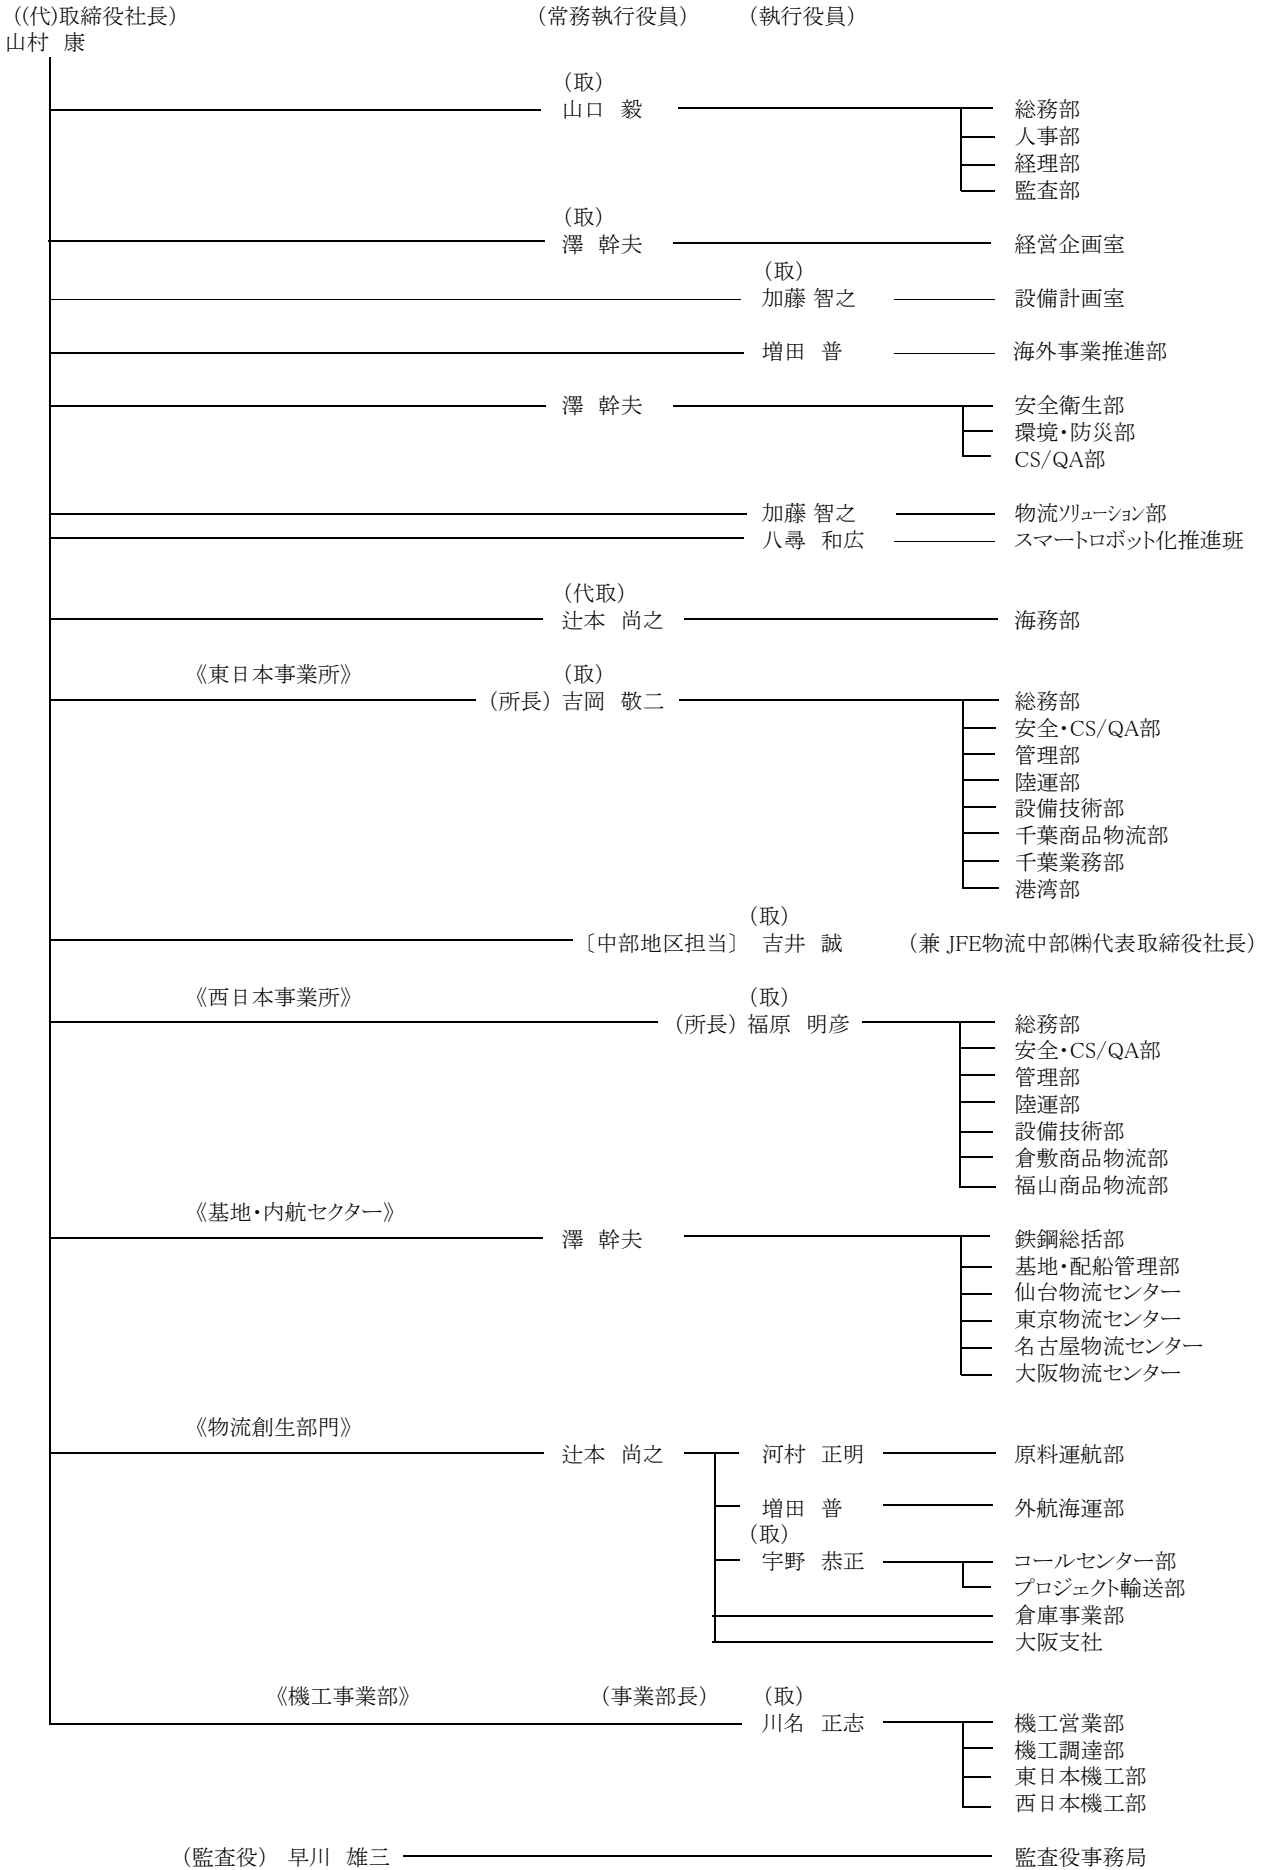 ((代)取締役社長) (常務執行役員) (執行役員)
山村 康
(取)
山口 毅 総務部
人事部
経理部
監査部
(取)
澤 幹夫 経営企画室
(取)
加藤 智之 設備計画室
増田 普 海外事業推進部
澤 幹夫 安全衛生部
環境・防災部
CS/QA部
加藤 智之 物流ソリューション部
八尋 和広 スマートロボット化推進班
(代取)
辻本 尚之 海務部
《東日本事業所》 (取)
(所長) 吉岡 敬二 総務部
安全・CS/QA部
管理部
陸運部
設備技術部
千葉商品物流部
千葉業務部
港湾部
(取)
〔中部地区担当〕 吉井 誠 (兼 JFE物流中部㈱代表取締役社長)
《西日本事業所》 (取)
(所長) 福原 明彦 総務部
安全・CS/QA部
管理部
陸運部
設備技術部
倉敷商品物流部
福山商品物流部
《基地・内航セクター》
澤 幹夫 鉄鋼総括部
基地・配船管理部
仙台物流センター
東京物流センター
名古屋物流センター
大阪物流センター
《物流創生部門》
辻本 尚之 河村 正明 原料運航部
増田 普 外航海運部
(取)
宇野 恭正 コールセンター部
プロジェクト輸送部
倉庫事業部
大阪支社
《機工事業部》 (事業部長) (取)
川名 正志 機工営業部
機工調達部
東日本機工部
西日本機工部
(監査役) 早川 雄三 監査役事務局